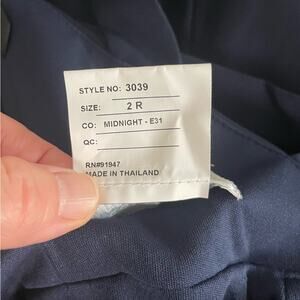 STYLE NO: 3039
SIZE: 2 R
CO: MIDNIGHT - E31
QC:
RN#91947
MADE IN THAILAND